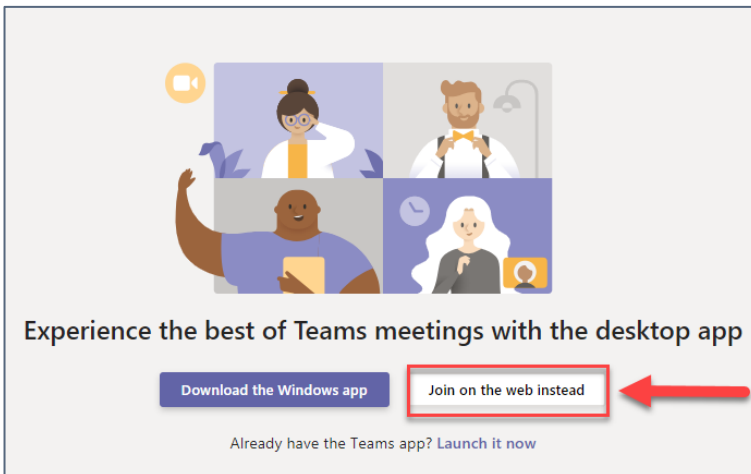 Experience the best of Teams meetings with the desktop app
Download the Windows app
Join on the web instead
Already have the Teams app? Launch it now